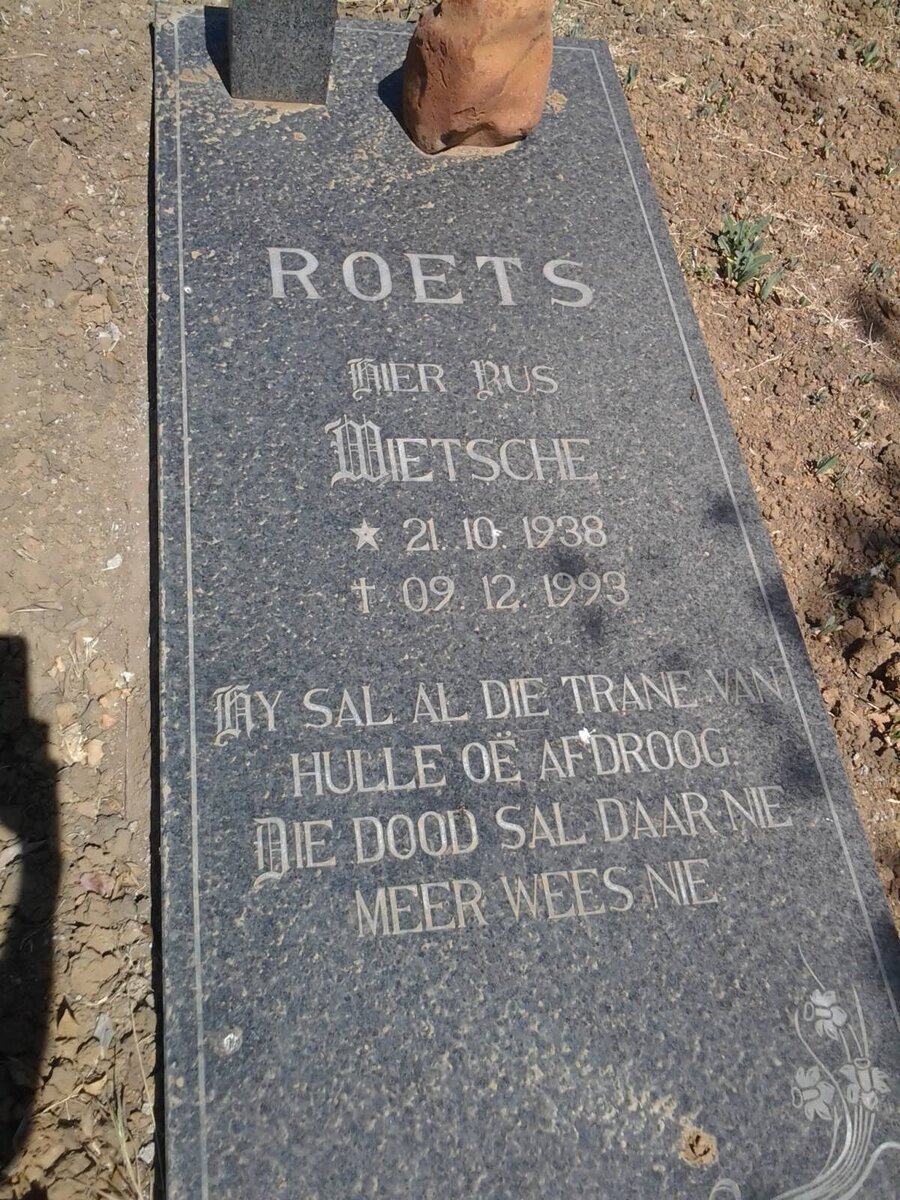 ROETS
HIER RUS
WIETSCHE
★ 21.10.1938
† 09.12.1993
HY SAL AL DIE TRANE VAN
HULLE OË AFDROOG.
DIE DOOD SAL DAAR NIE
MEER WEES NIE